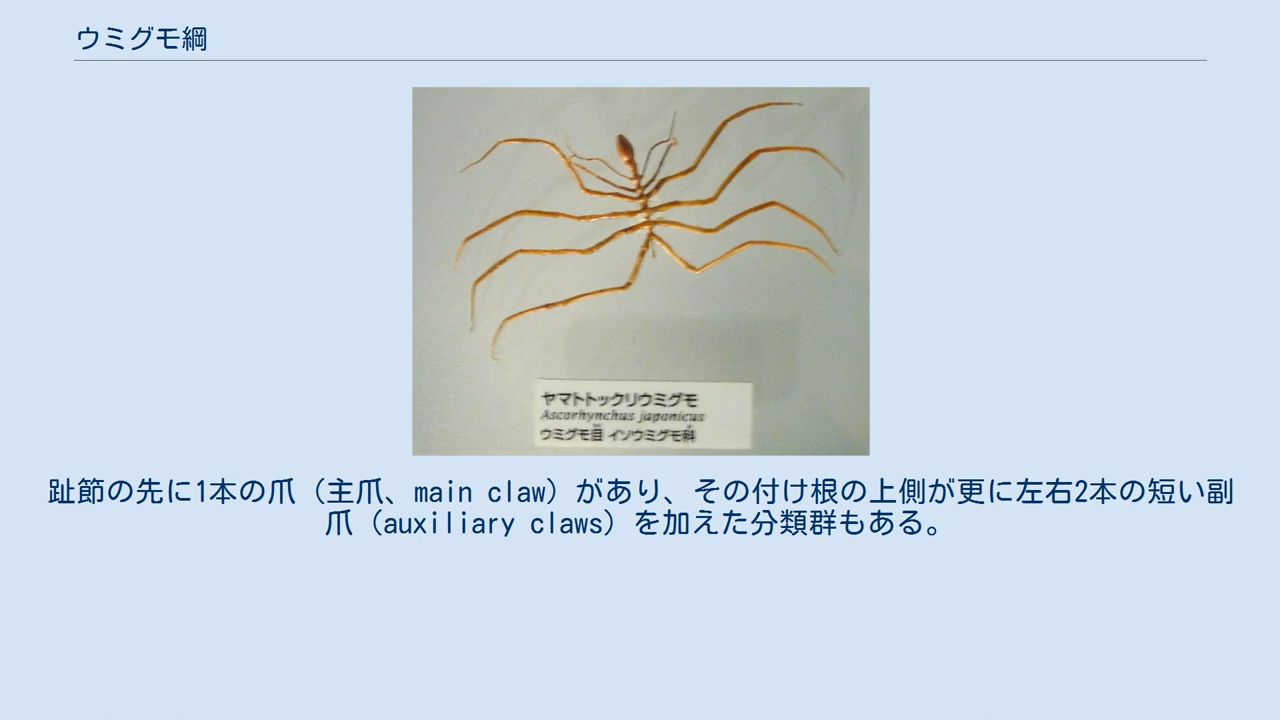 ウミグモ綱
ヤマトトックリウミグモ
Ascorhynchus japonicus
ウミグモ目 イソウミグモ科
趾節の先に1本の爪（主爪、main claw）があり、その付け根の上側が更に左右2本の短い副
爪（auxiliary claws）を加えた分類群もある。